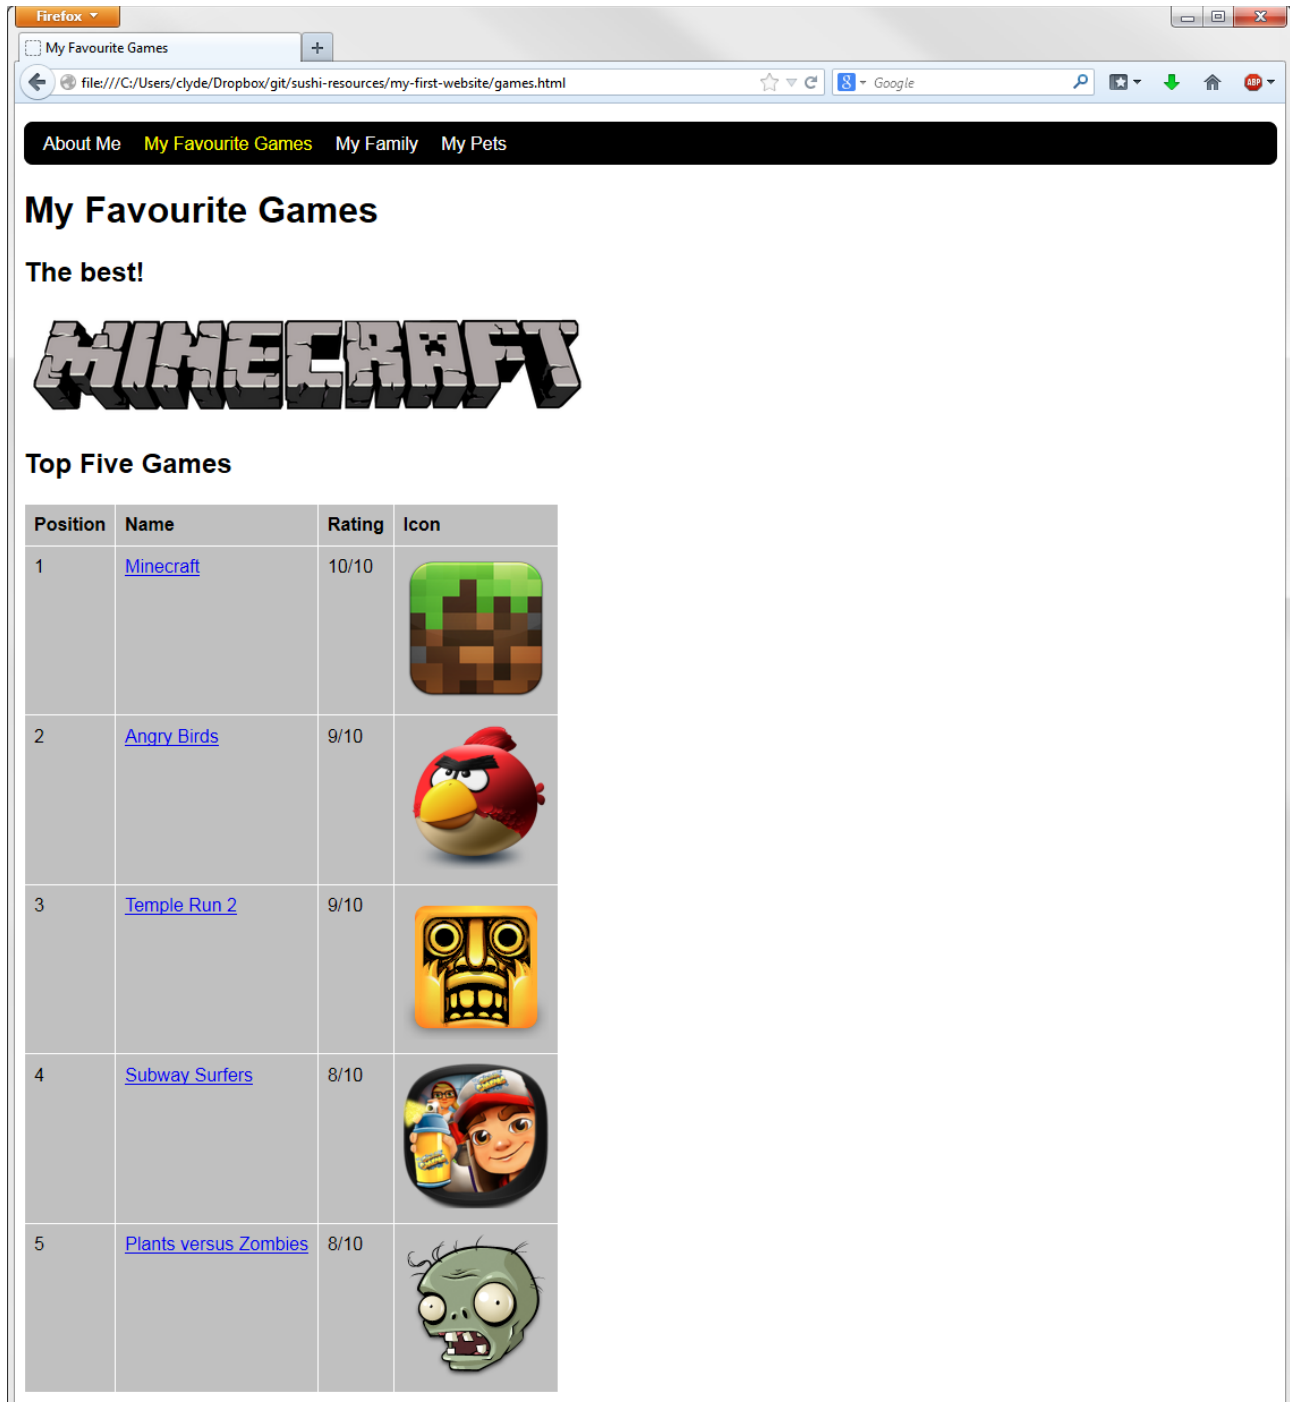 Firefox
My Favourite Games
file:///C:/Users/clyde/Dropbox/git/sushi-resources/my-first-website/games.html
Google
ABP
About Me My Favourite Games My Family My Pets
My Favourite Games
The best!
MINECRAFT
Top Five Games
Position Name Rating Icon
1 Minecraft 10/10
2 Angry Birds 9/10
3 Temple Run 2 9/10
4 Subway Surfers 8/10
5 Plants versus Zombies 8/10